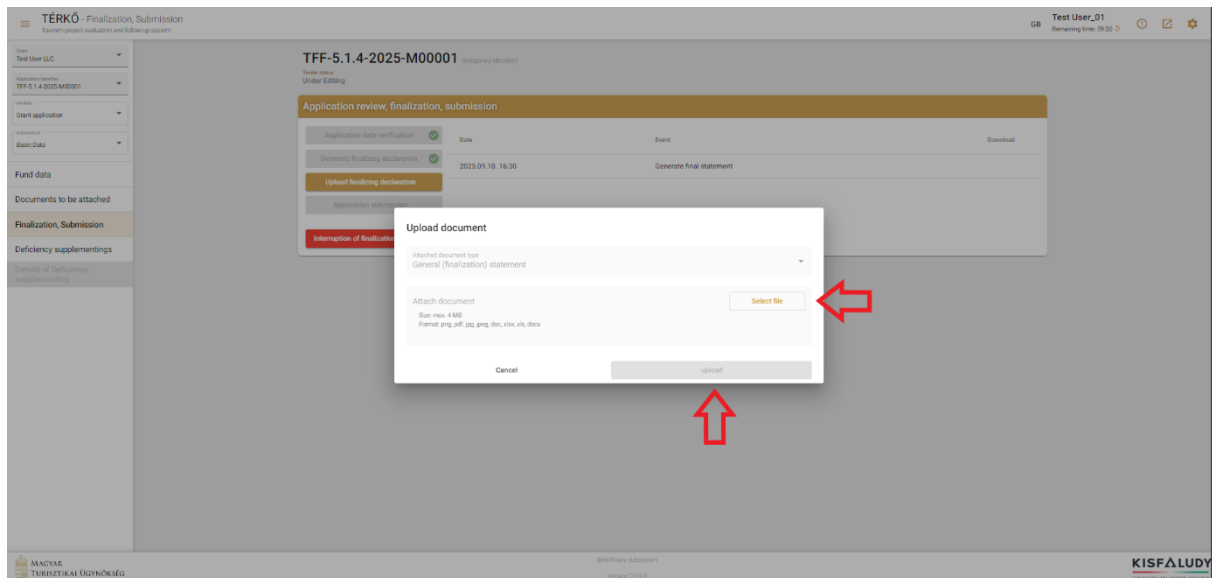 TÉRKŐ - Finalization, Submission
Tourism project evaluation and follow-up system
GB
Test User_01
Remaining time: 59:20
Test User LLC.
Application identifier
TFF-5.1.4-2025-M00001
Module
Grant application
Submodule
Basic Data
Fund data
Documents to be attached
Finalization, Submission
Deficiency supplementings
Details of Deficiency
supplementing
TFF-5.1.4-2025-M00001 (temporary identifier)
Tender status
Under Editing
Application review, finalization, submission
Application data verification
Generate finalizing declaration
Upload finalizing declaration
Application submission
Interruption of finalization
Date
Event
Download
2025.09.10. 16:30
Generate final statement
Upload document
Attached document type
General (finalization) statement
Attach document
Size: max. 4 MB
Format: png, pdf, jpg, jpeg, doc, xlsx, xls, docx
Select file
Cancel
Upload
MAGYAR
TURISZTIKAI ÜGYNÖKSÉG
Beneficiary subsystem
KISFALUDY